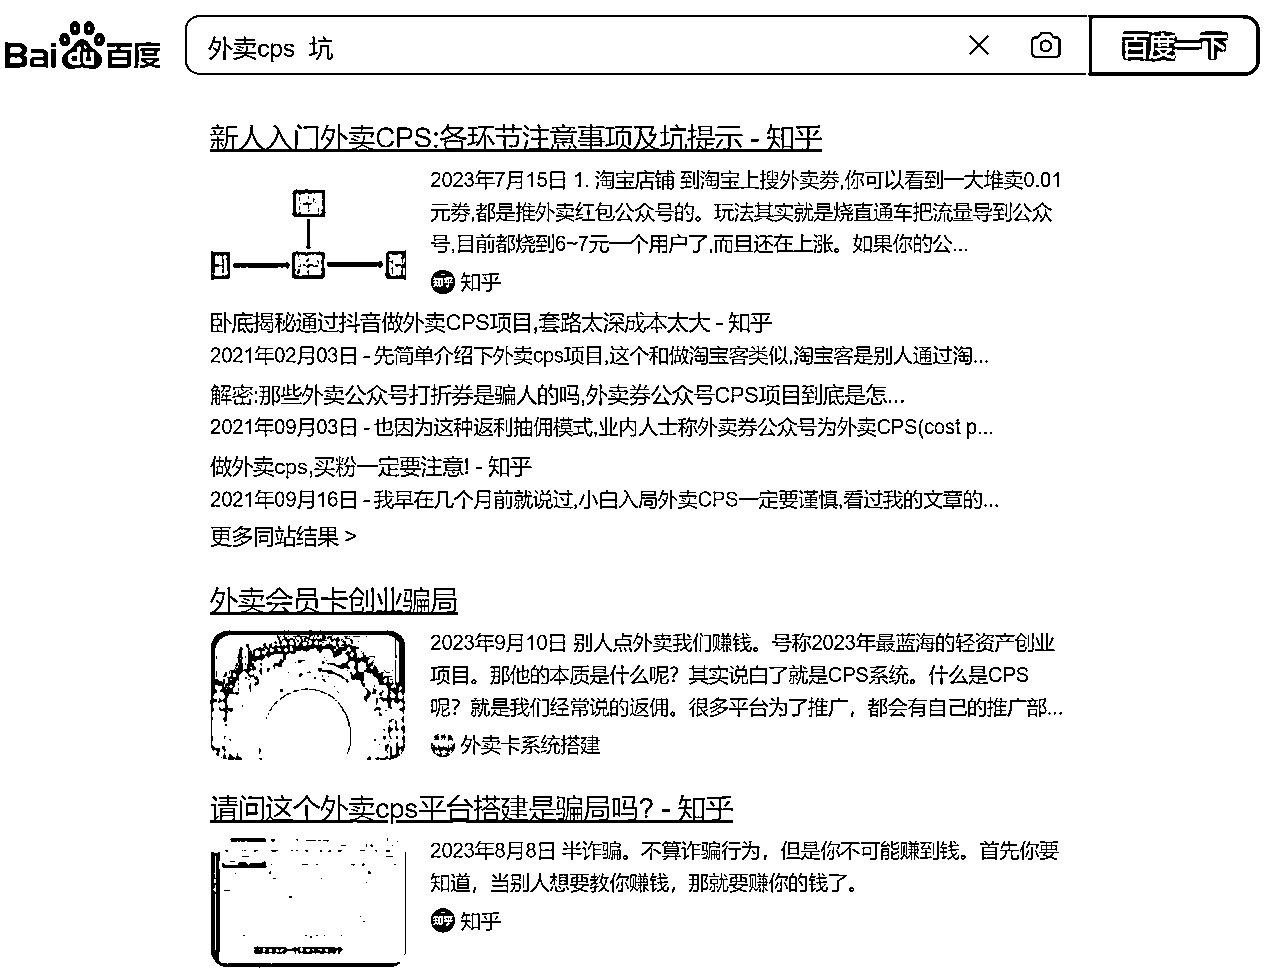 Bai du 百度 外卖cps 坑 百度一下
新人入门外卖CPS:各环节注意事项及坑提示 - 知乎
2023年7月15日 1. 淘宝店铺 到淘宝上搜外卖券,你可以看到一大堆卖0.01
元券,都是推外卖红包公众号的。玩法其实就是烧直通车把流量导到公众
号,目前都烧到6~7元一个用户了,而且还在上涨。如果你的公...
知乎 知乎
卧底揭秘通过抖音做外卖CPS项目,套路太深成本太大 - 知乎
2021年02月03日 - 先简单介绍下外卖cps项目,这个和做淘宝客类似,淘宝客是别人通过淘...
解密:那些外卖公众号打折券是骗人的吗,外卖券公众号CPS项目到底是怎...
2021年09月03日 - 也因为这种返利抽佣模式,业内人士称外卖券公众号为外卖CPS(cost p...
做外卖cps,买粉一定要注意! - 知乎
2021年09月16日 - 我早在几个月前就说过,小白入局外卖CPS一定要谨慎,看过我的文章的...
更多同站结果 >
外卖会员卡创业骗局
2023年9月10日 别人点外卖我们赚钱。号称2023年最蓝海的轻资产创业
项目。那他的本质是什么呢？其实说白了就是CPS系统。什么是CPS
呢？就是我们经常说的返佣。很多平台为了推广，都会有自己的推广部...
外卖卡系统搭建
请问这个外卖cps平台搭建是骗局吗? - 知乎
2023年8月8日 半诈骗。不算诈骗行为，但是你不可能赚到钱。首先你要
知道，当别人想要教你赚钱，那就要赚你的钱了。
知乎 知乎